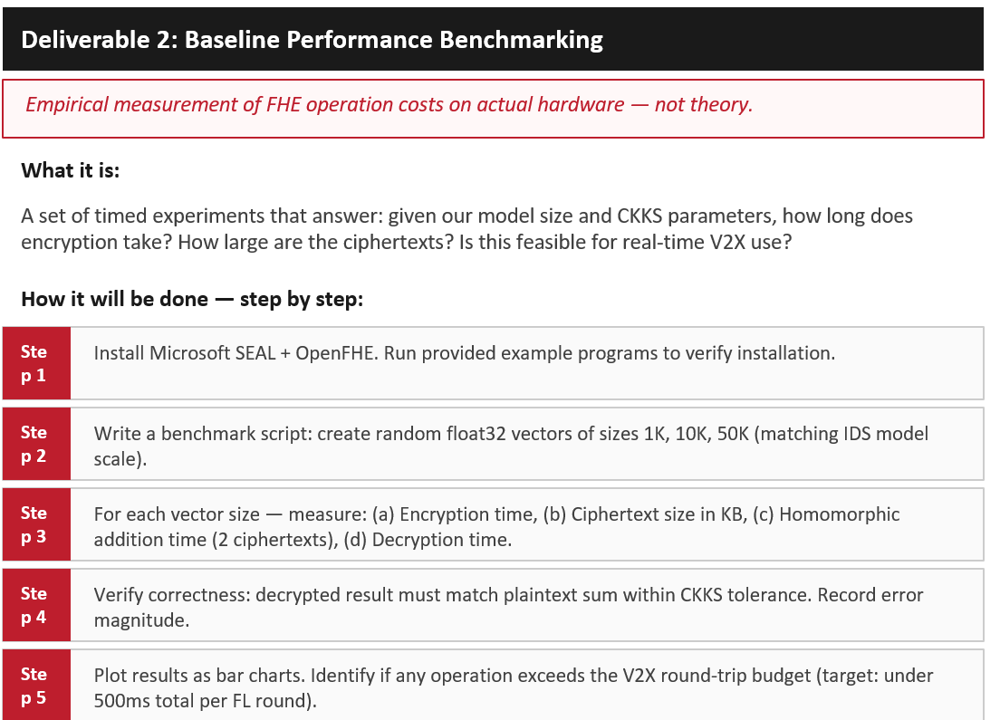 Deliverable 2: Baseline Performance Benchmarking
Empirical measurement of FHE operation costs on actual hardware — not theory.
What it is:
A set of timed experiments that answer: given our model size and CKKS parameters, how long does
encryption take? How large are the ciphertexts? Is this feasible for real-time V2X use?
How it will be done — step by step:
Ste
p 1
Install Microsoft SEAL + OpenFHE. Run provided example programs to verify installation.
Ste
p 2
Write a benchmark script: create random float32 vectors of sizes 1K, 10K, 50K (matching IDS model
scale).
Ste
p 3
For each vector size — measure: (a) Encryption time, (b) Ciphertext size in KB, (c) Homomorphic
addition time (2 ciphertexts), (d) Decryption time.
Ste
p 4
Verify correctness: decrypted result must match plaintext sum within CKKS tolerance. Record error
magnitude.
Ste
p 5
Plot results as bar charts. Identify if any operation exceeds the V2X round-trip budget (target: under
500ms total per FL round).